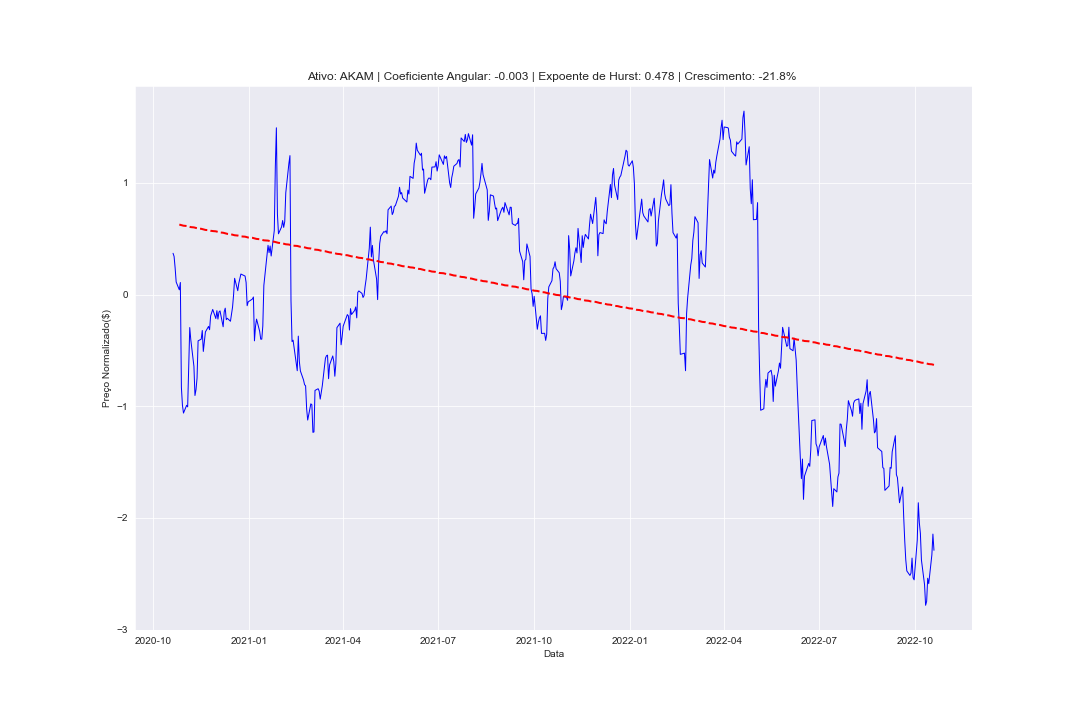 Ativo: AKAM | Coeficiente Angular: -0.003 | Expoente de Hurst: 0.478 | Crescimento: -21.8%
Preço Normalizado($)
1
0
−1
−2
−3
2020-10 2021-01 2021-04 2021-07 2021-10 2022-01 2022-04 2022-07 2022-10
Data